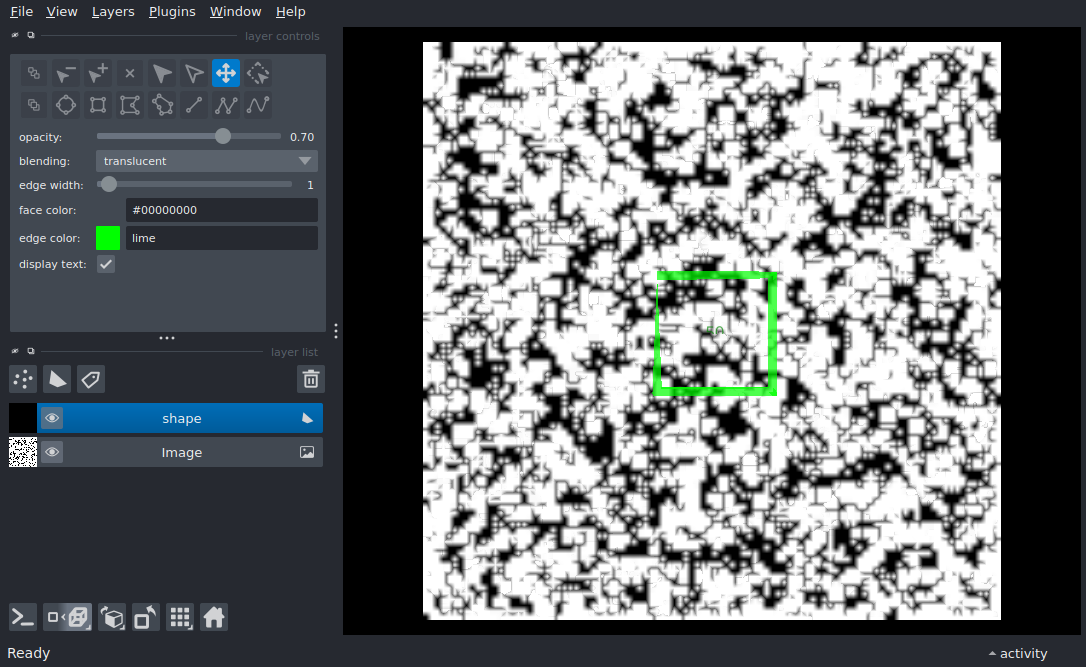 File View Layers Plugins Window Help
layer controls
opacity: 0.70
blending: translucent
edge width: 1
face color: #00000000
edge color: lime
display text:
layer list
shape
Image
Ready
activity